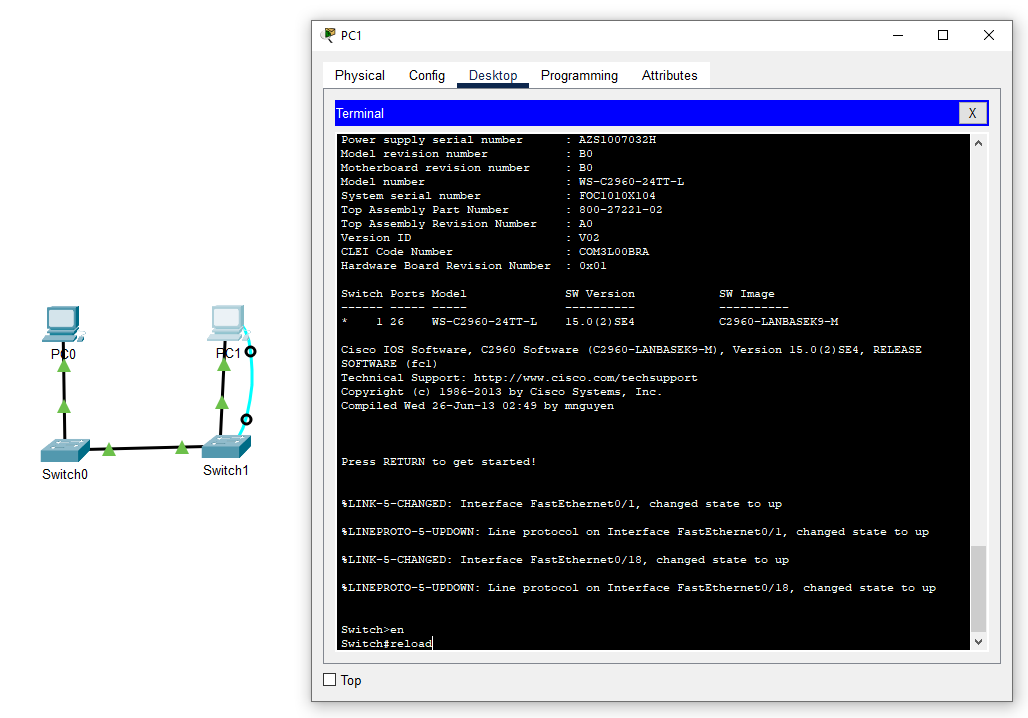 PC1
Physical Config Desktop Programming Attributes
Terminal X
Power supply serial number : AZS1007032H
Model revision number : B0
Motherboard revision number : B0
Model number : WS-C2960-24TT-L
System serial number : FOC1010X104
Top Assembly Part Number : 800-27221-02
Top Assembly Revision Number : A0
Version ID : V02
CLEI Code Number : COM3L00BRA
Hardware Board Revision Number : 0x01
Switch Ports Model SW Version SW Image
------ ----- ----- ---------- ----------
* 1 26 WS-C2960-24TT-L 15.0(2)SE4 C2960-LANBASEK9-M
Cisco IOS Software, C2960 Software (C2960-LANBASEK9-M), Version 15.0(2)SE4, RELEASE
SOFTWARE (fc1)
Technical Support: http://www.cisco.com/techsupport
Copyright (c) 1986-2013 by Cisco Systems, Inc.
Compiled Wed 26-Jun-13 02:49 by mnguyen
Press RETURN to get started!
%LINK-5-CHANGED: Interface FastEthernet0/1, changed state to up
%LINEPROTO-5-UPDOWN: Line protocol on Interface FastEthernet0/1, changed state to up
%LINK-5-CHANGED: Interface FastEthernet0/18, changed state to up
%LINEPROTO-5-UPDOWN: Line protocol on Interface FastEthernet0/18, changed state to up
Switch>en
Switch#reload
Top
PC0
PC1
Switch0
Switch1